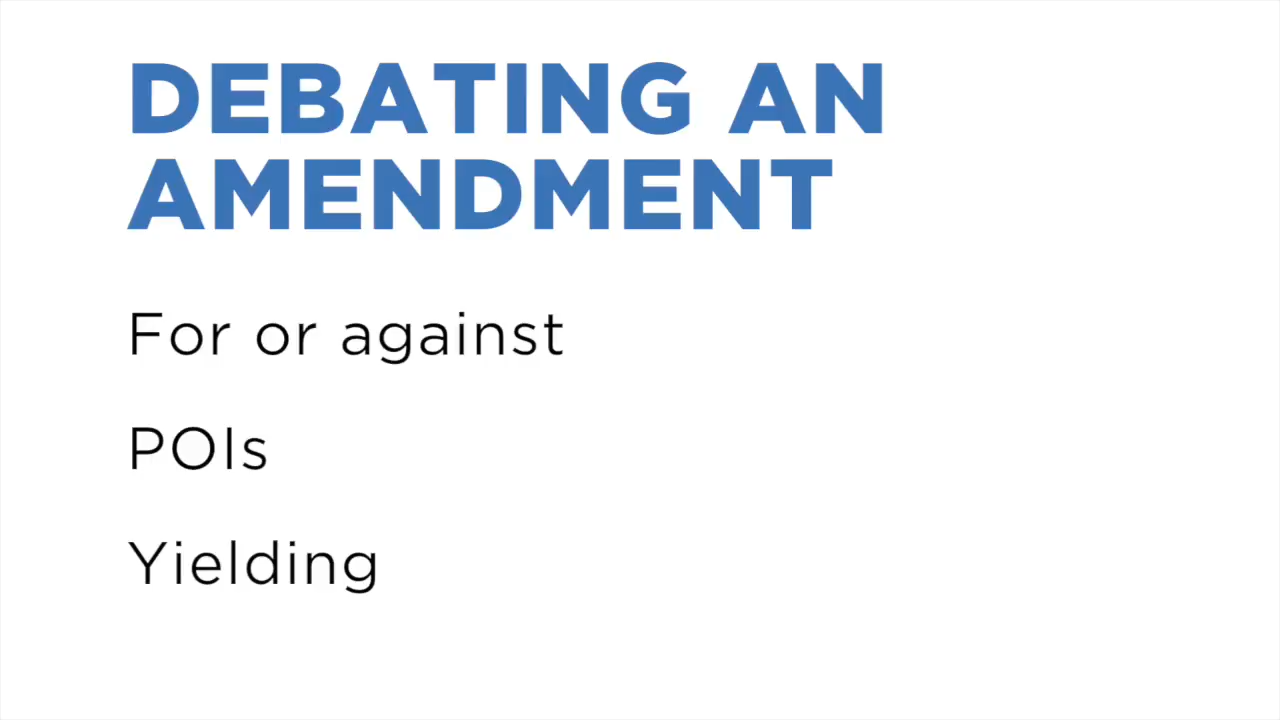 DEBATING AN
AMENDMENT
For or against
POIs
Yielding